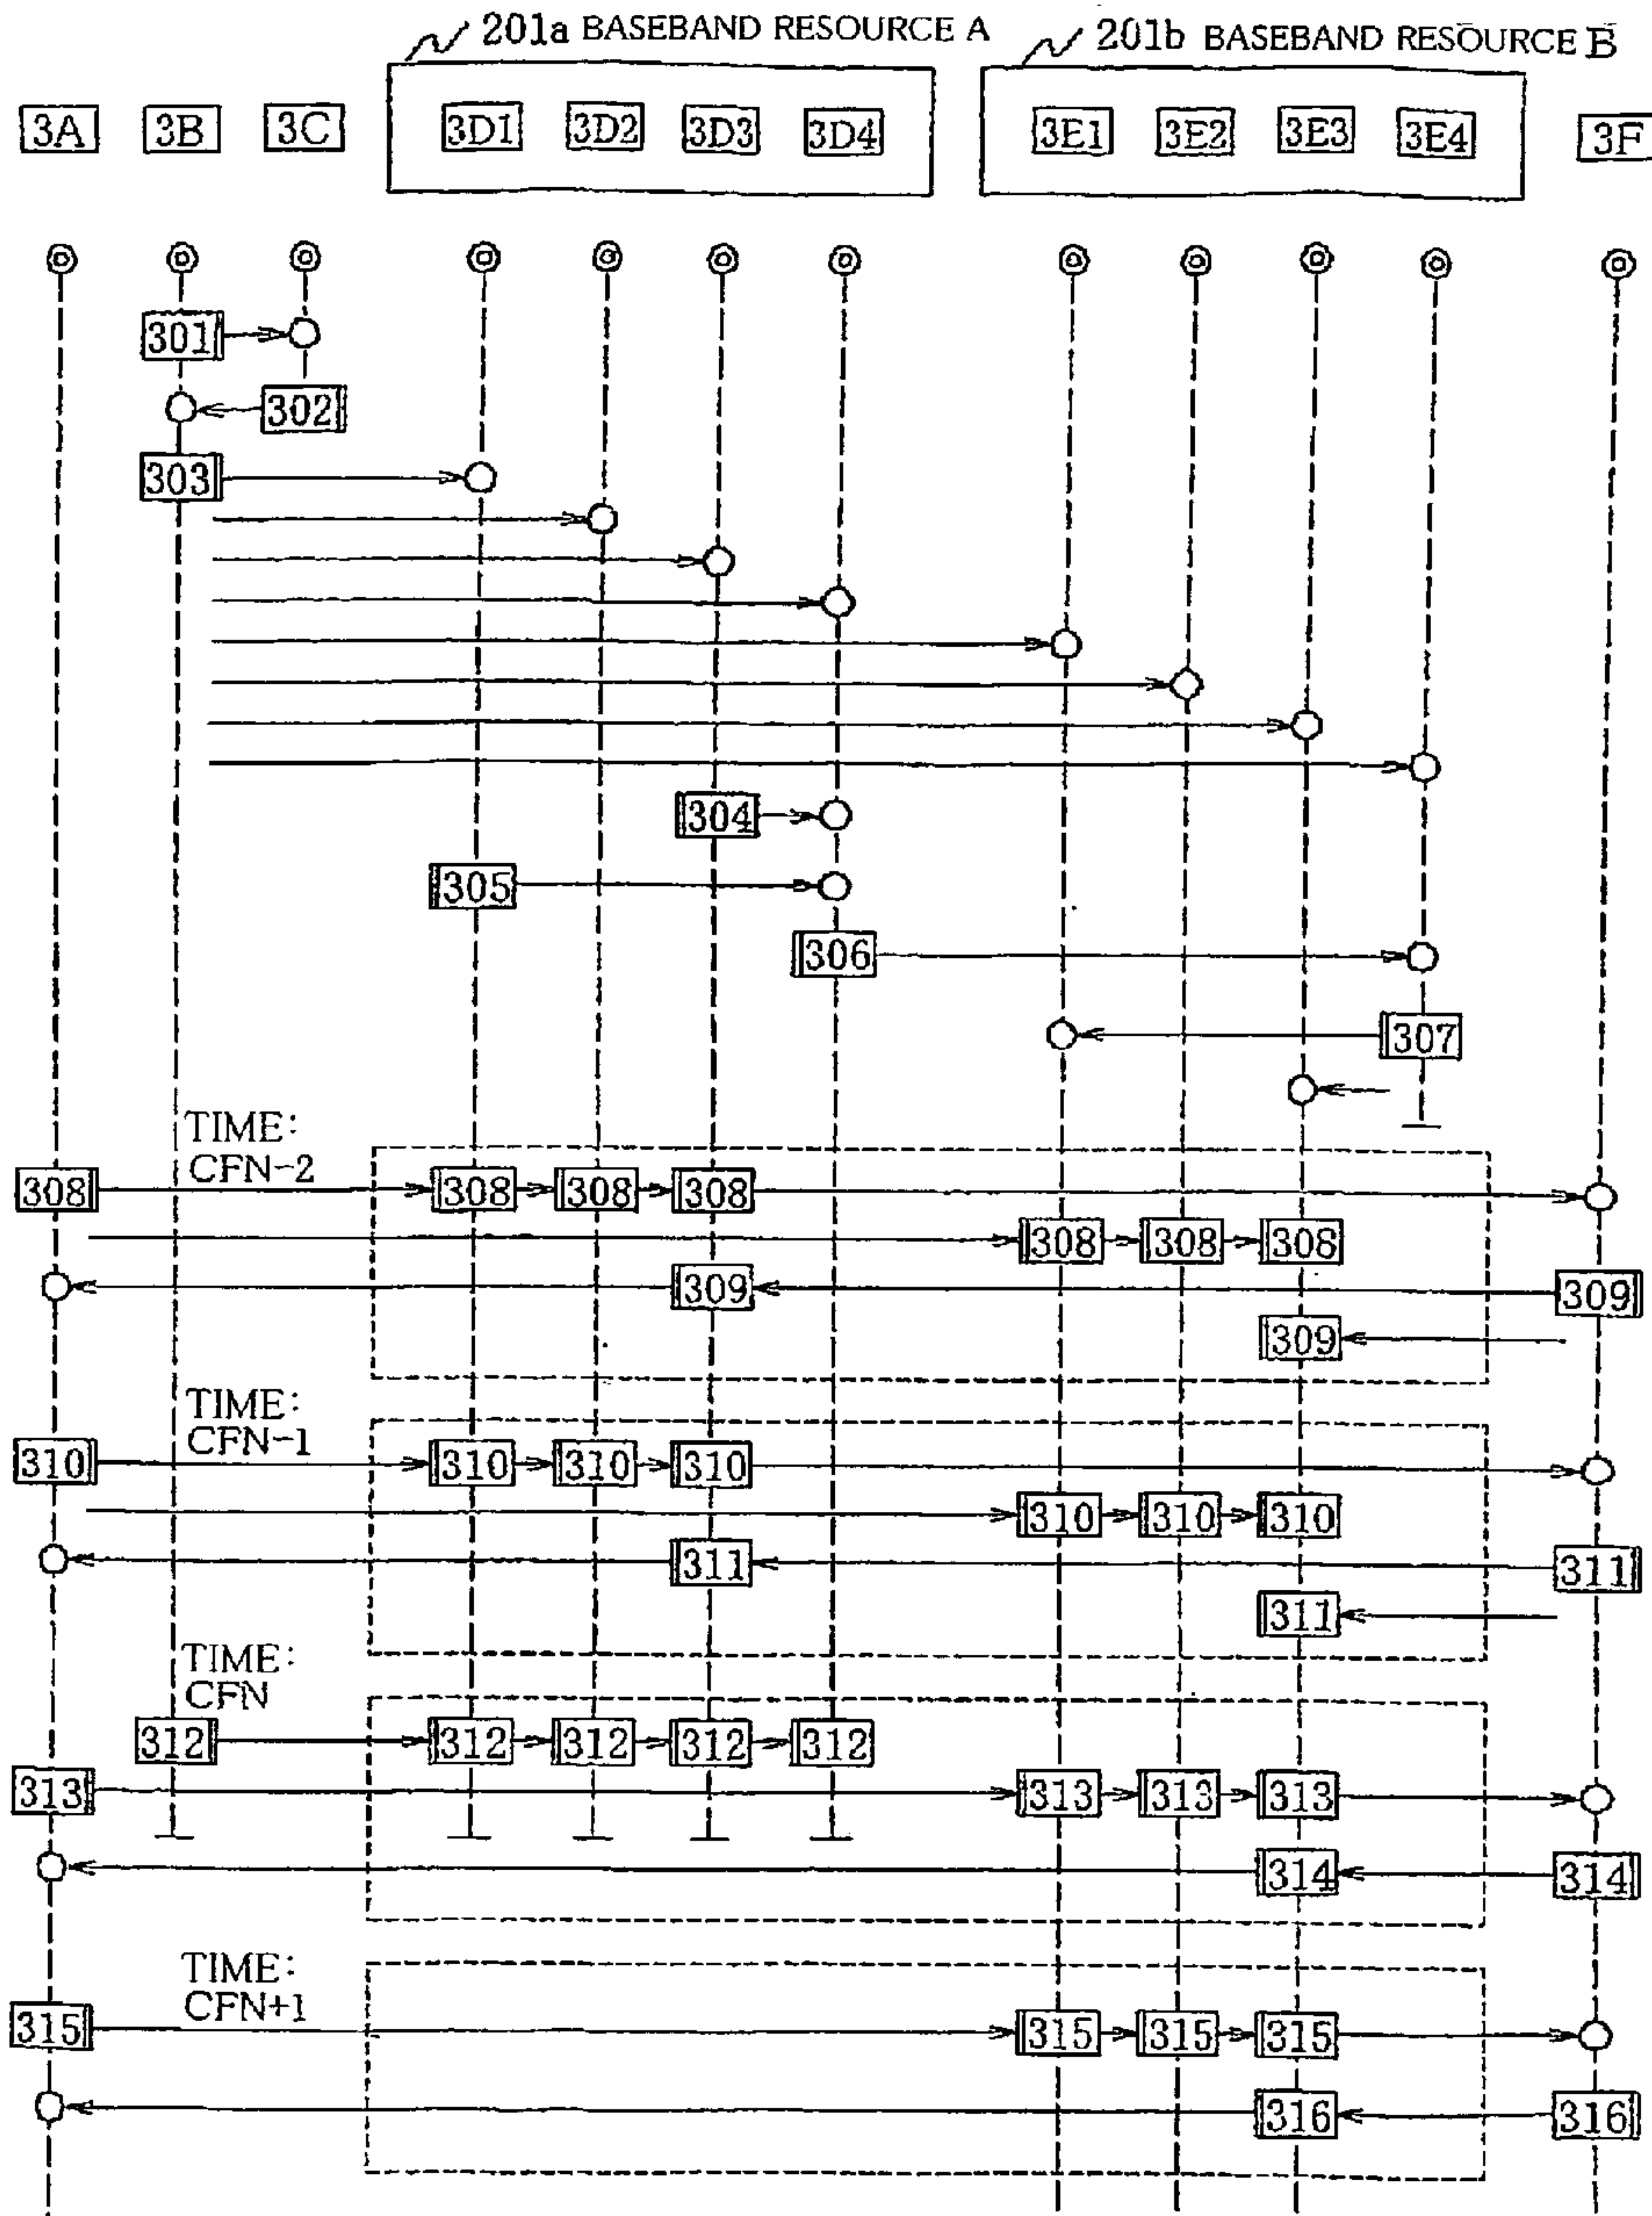 201a BASEBAND RESOURCE A 201b BASEBAND RESOURCE B
3A 3B 3C 3D1 3D2 3D3 3D4 3E1 3E2 3E3 3E4 3F
301
302
303
304
305
306
307
TIME:
CFN-2
308 308 308 308
308 308 308
309 309
309
TIME:
CFN-1
310 310 310 310
310 310 310
311 311
311
TIME:
CFN
312 312 312 312 312
313 313 313 313
314 314
TIME:
CFN+1
315 315 315 315
316 316